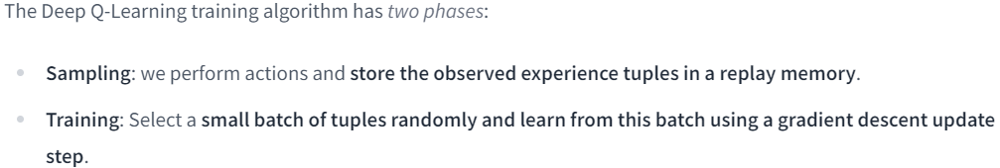 The Deep Q-Learning training algorithm has two phases:
Sampling: we perform actions and store the observed experience tuples in a replay memory.
Training: Select a small batch of tuples randomly and learn from this batch using a gradient descent update
step.